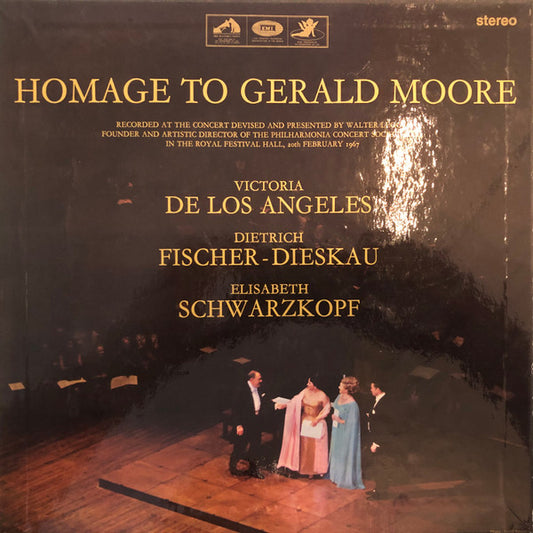 stereo
EMI
HOMAGE TO GERALD MOORE
RECORDED AT THE CONCERT DEVISED AND PRESENTED BY WALTER
FOUNDER AND ARTISTIC DIRECTOR OF THE PHILHARMONIA CONCERT
IN THE ROYAL FESTIVAL HALL, 20th FEBRUARY 1967
VICTORIA
DE LOS ANGELES
DIETRICH
FISCHER-DIESKAU
ELISABETH
SCHWARZKOPF